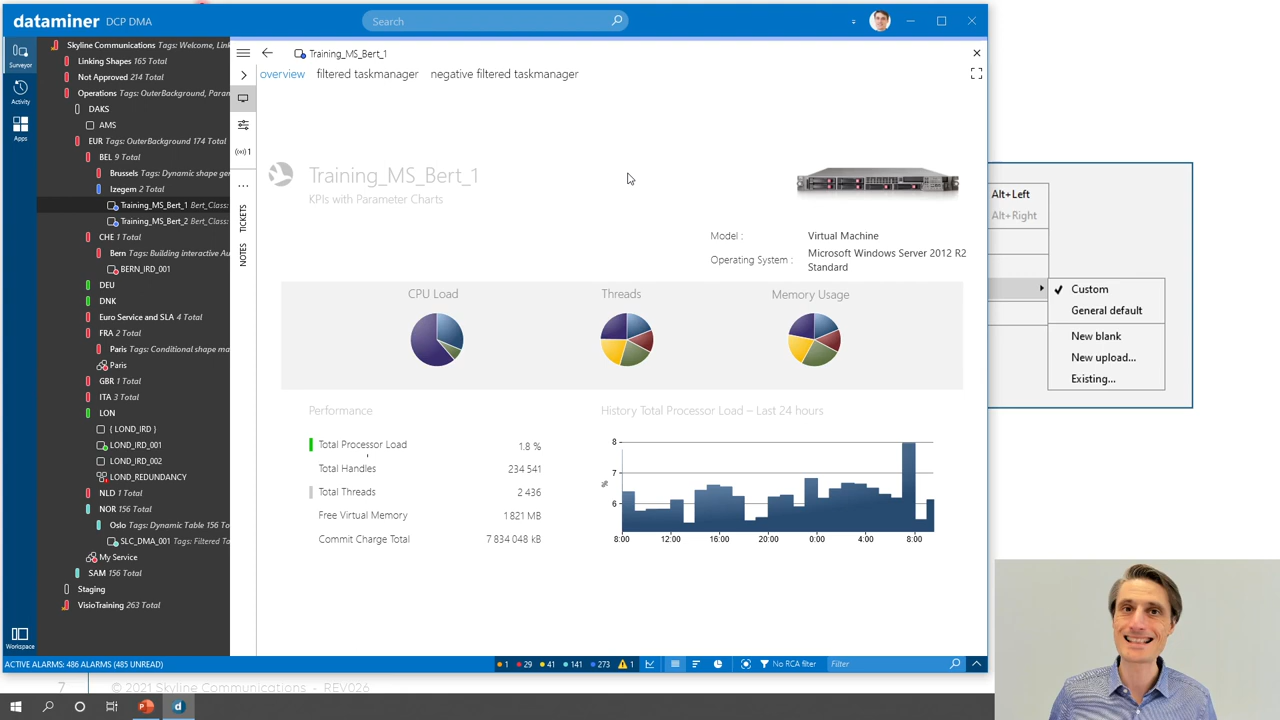 dataminer DCP DMA
Search
Surveyor
Activity
Apps
Workspace
Skyline Communications Tags: Welcome, Link
Linking Shapes 165 Total
Not Approved 214 Total
Operations Tags: OuterBackground, Param
DAKS
AMS
EUR Tags: OuterBackground 174 Total
BEL 9 Total
Brussels Tags: Dynamic shape gen
Izegem 2 Total
Training_MS_Bert_1 Bert_Class:
Training_MS_Bert_2 Bert_Class:
CHE 1 Total
Bern Tags: Building interactive Au
BERN_IRD_001
DEU
DNK
Euro Service and SLA 4 Total
FRA 2 Total
Paris Tags: Conditional shape ma
Paris
GBR 1 Total
ITA 3 Total
LON
{ LOND_IRD }
LOND_IRD_001
LOND_IRD_002
LOND_REDUNDANCY
NLD 1 Total
NOR 156 Total
Oslo Tags: Dynamic Table 156 To
SLC_DMA_001 Tags: Filtered Ta
My Service
SAM 156 Total
Staging
VisioTraining 263 Total
Training_MS_Bert_1
overview filtered taskmanager negative filtered taskmanager
1
TICKETS
NOTES
Training_MS_Bert_1
KPIs with Parameter Charts
Model : Virtual Machine
Operating System : Microsoft Windows Server 2012 R2
Standard
CPU Load Threads Memory Usage
Performance
Total Processor Load 1.8 %
Total Handles 234 541
Total Threads 2 436
Free Virtual Memory 1 821 MB
Commit Charge Total 7 834 048 kB
History Total Processor Load – Last 24 hours
%
8
7
6
8:00 12:00 16:00 20:00 0:00 4:00 8:00
Alt+Left
Alt+Right
Custom
General default
New blank
New upload...
Existing...
ACTIVE ALARMS: 486 ALARMS (485 UNREAD) 1 29 41 141 273 1 No RCA filter Filter
7 © 2021 Skyline Communications - REV026